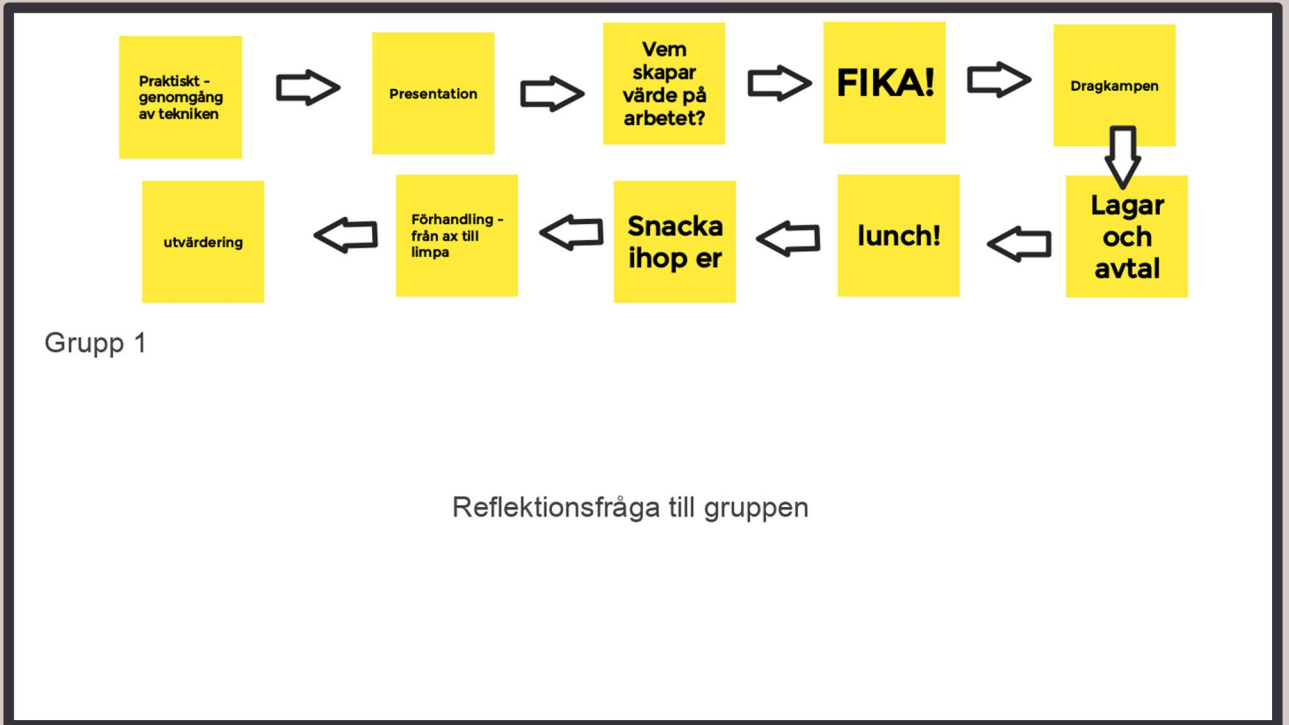 Praktiskt -
genomgång
av tekniken
Presentation
Vem
skapar
värde på
arbetet?
FIKA!
Dragkampen
Lagar
och
avtal
lunch!
Snacka
ihop er
Förhandling -
från ax till
limpa
utvärdering
Grupp 1
Reflektionsfråga till gruppen